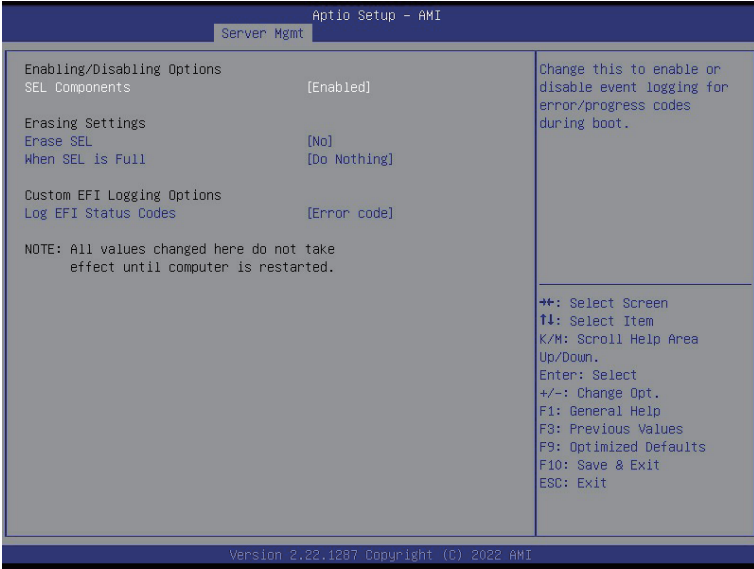 Aptio Setup – AMI
Server Mgmt
Enabling/Disabling Options
SEL Components [Enabled]
Erasing Settings
Erase SEL [No]
When SEL is Full [Do Nothing]
Custom EFI Logging Options
Log EFI Status Codes [Error code]
NOTE: All values changed here do not take
effect until computer is restarted.
Change this to enable or
disable event logging for
error/progress codes
during boot.
→←: Select Screen
↑↓: Select Item
K/M: Scroll Help Area
Up/Down.
Enter: Select
+/-: Change Opt.
F1: General Help
F3: Previous Values
F9: Optimized Defaults
F10: Save & Exit
ESC: Exit
Version 2.22.1287 Copyright (C) 2022 AMI